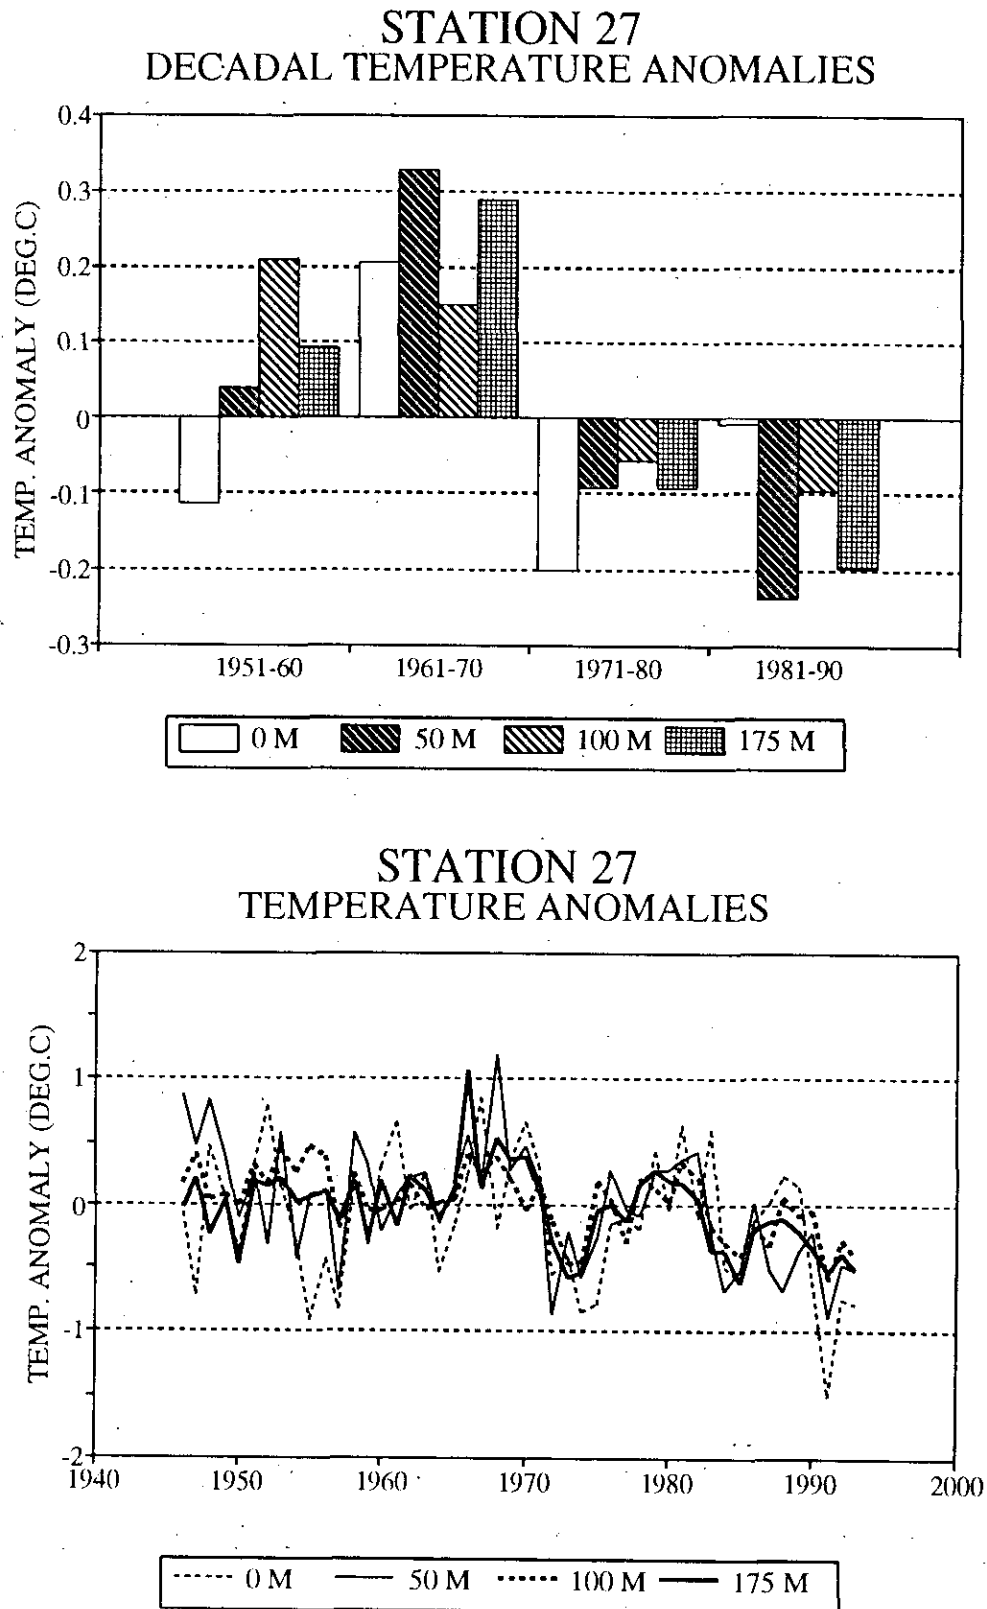 STATION 27
DECADAL TEMPERATURE ANOMALIES
TEMP. ANOMALY (DEG.C)
0.4
0.3
0.2
0.1
0
-0.1
-0.2
-0.3
1951-60 1961-70 1971-80 1981-90
0 M 50 M 100 M 175 M
STATION 27
TEMPERATURE ANOMALIES
TEMP. ANOMALY (DEG.C)
2
1
0
-1
-2
1940 1950 1960 1970 1980 1990 2000
0 M 50 M 100 M 175 M